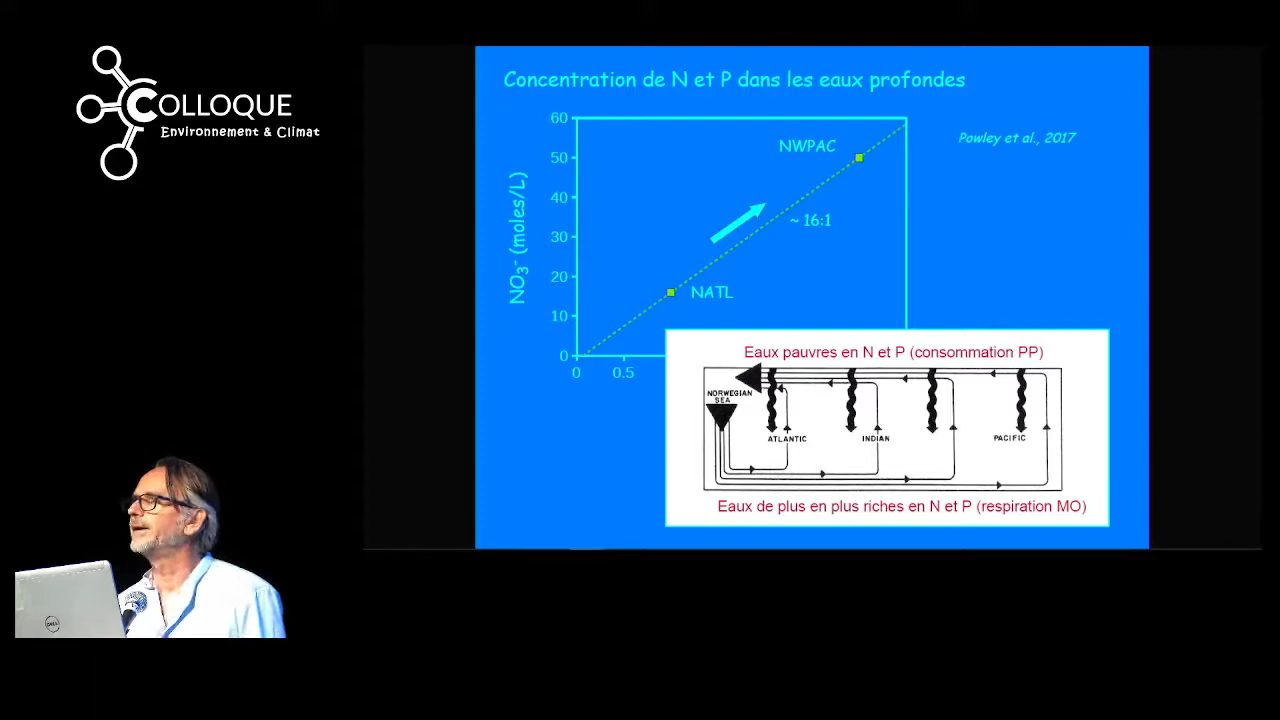 COLLOQUE
Environnement & Climat
Concentration de N et P dans les eaux profondes
Powley et al., 2017
NO3- (moles/L)
60
50
40
30
20
10
0
0
0.5
NWPAC
~ 16:1
NATL
Eaux pauvres en N et P (consommation PP)
NORWEGIAN
SEA
ATLANTIC
INDIAN
PACIFIC
Eaux de plus en plus riches en N et P (respiration MO)
DELL